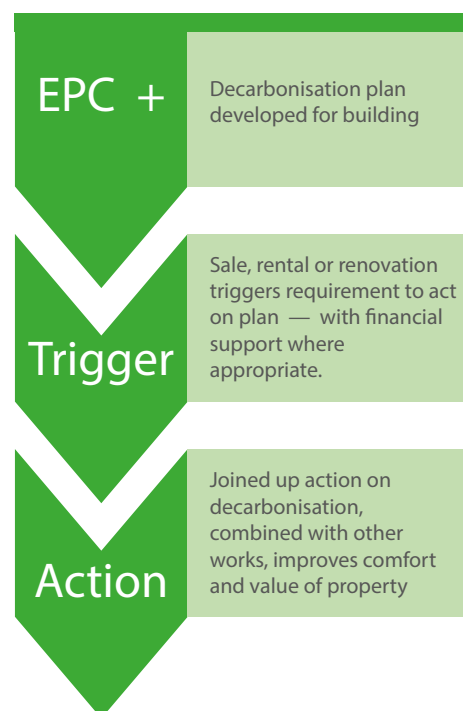 EPC +
Decarbonisation plan
developed for building
Trigger
Sale, rental or renovation
triggers requirement to act
on plan — with financial
support where
appropriate.
Action
Joined up action on
decarbonisation,
combined with other
works, improves comfort
and value of property